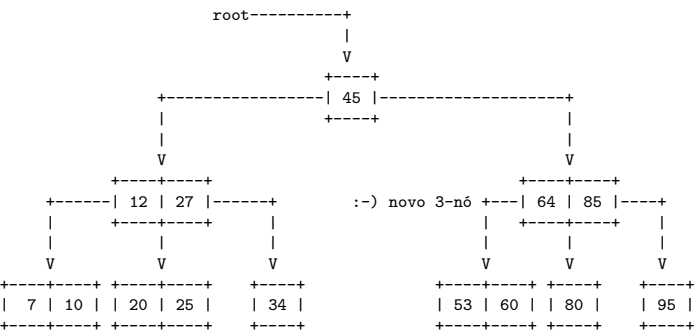 root----------+
|
V
+----+
+-----------------| 45 |--------------------+
| +----+ |
| |
V V
+----+----+ +----+----+
+------| 12 | 27 |------+ :-) novo 3-nó +---| 64 | 85 |----+
| +----+----+ | | +----+----+ |
| | | | | |
V V V V V V
+----+----+ +----+----+ +----+ +----+----+ +----+ +----+
| 7 | 10 | | 20 | 25 | | 34 | | 53 | 60 | | 80 | | 95 |
+----+----+ +----+----+ +----+ +----+----+ +----+ +----+